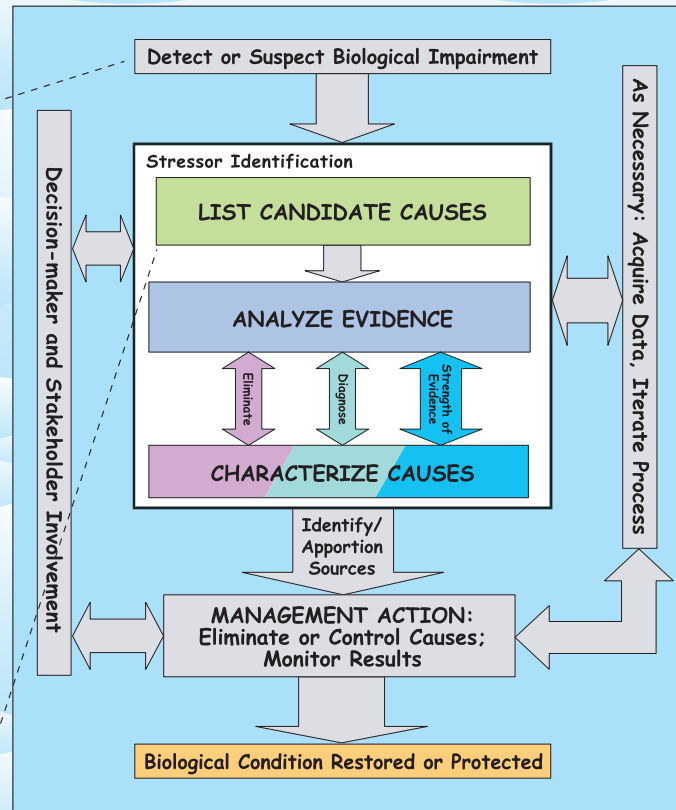 Detect or Suspect Biological Impairment
Stressor Identification
LIST CANDIDATE CAUSES
ANALYZE EVIDENCE
Eliminate
Diagnose
Strength of
Evidence
CHARACTERIZE CAUSES
Identify/
Apportion
Sources
MANAGEMENT ACTION:
Eliminate or Control Causes;
Monitor Results
Biological Condition Restored or Protected
Decision-maker and Stakeholder Involvement
As Necessary: Acquire Data, Iterate Process